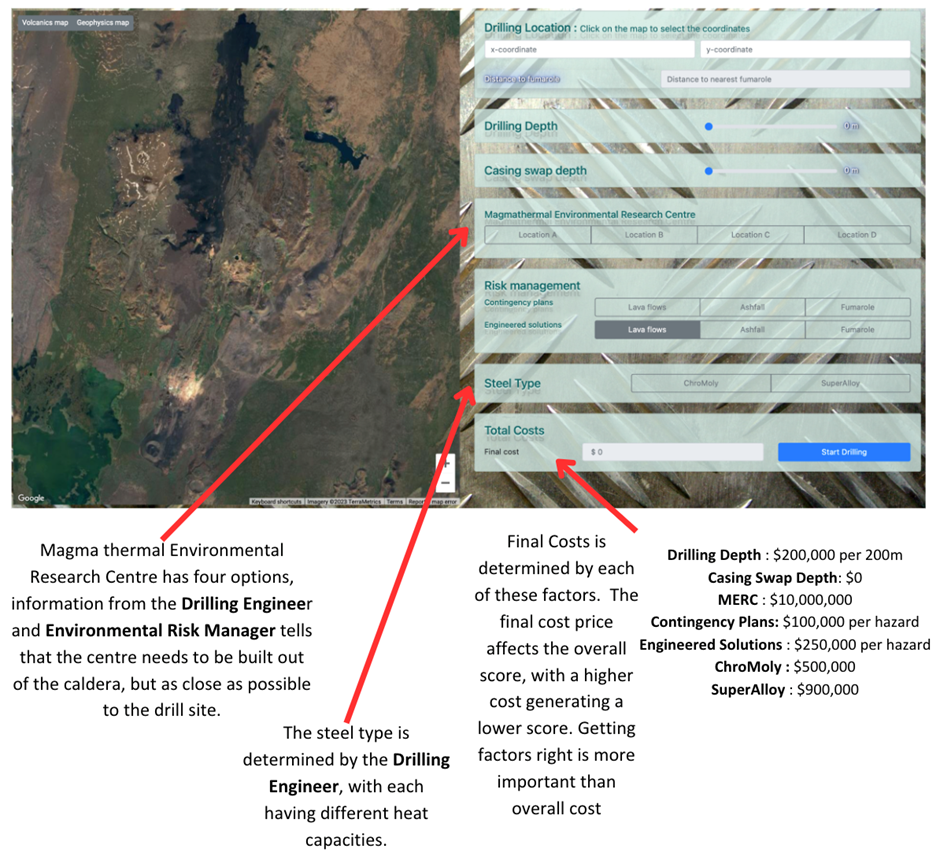 Volcanics map Geophysics map
Drilling Location : Click on the map to select the coordinates
x-coordinate y-coordinate
Distance to fumarole Distance to nearest fumarole
Drilling Depth 0 m
Casing swap depth 0 m
Magmathermal Environmental Research Centre
Location A Location B Location C Location D
Risk management
Contingency plans Lava flows Ashfall Fumarole
Engineered solutions Lava flows Ashfall Fumarole
Steel Type ChroMoly SuperAlloy
Total Costs
Final cost $ 0 Start Drilling
Google
Keyboard shortcuts Imagery ©2023 TerraMetrics Terms Report a map error
Magma thermal Environmental
Research Centre has four options,
information from the Drilling Engineer
and Environmental Risk Manager tells
that the centre needs to be built out
of the caldera, but as close as possible
to the drill site.
The steel type is
determined by the Drilling
Engineer, with each
having different heat
capacities.
Final Costs is
determined by each
of these factors. The
final cost price
affects the overall
score, with a higher
cost generating a
lower score. Getting
factors right is more
important than
overall cost
Drilling Depth : $200,000 per 200m
Casing Swap Depth: $0
MERC : $10,000,000
Contingency Plans: $100,000 per hazard
Engineered Solutions : $250,000 per hazard
ChroMoly : $500,000
SuperAlloy : $900,000